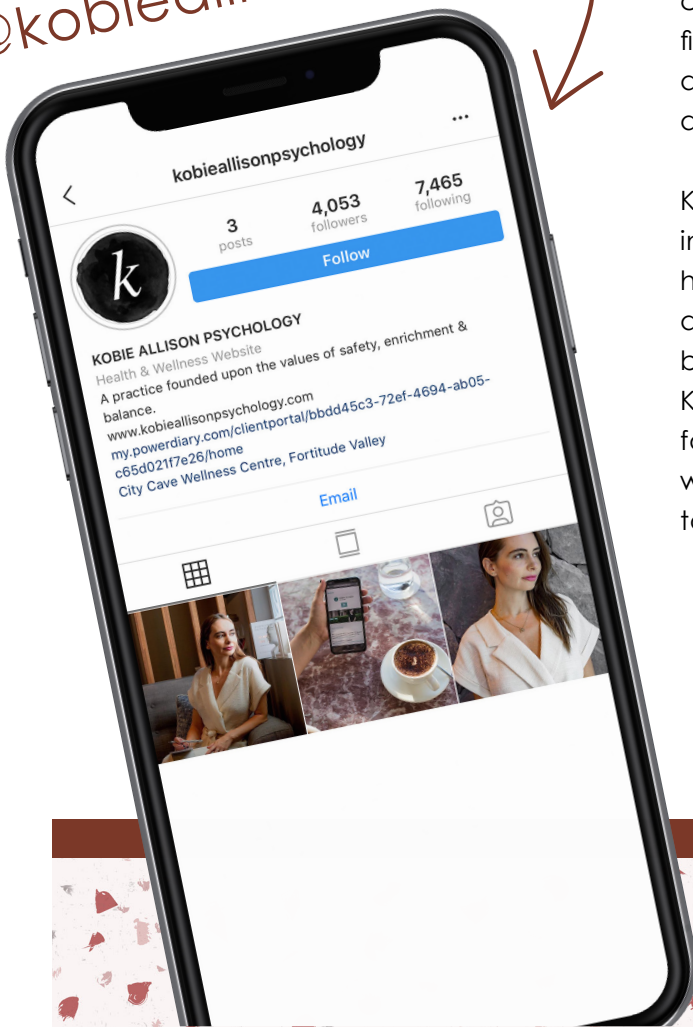 kobieallisonpsychology
3
posts
4,053
followers
7,465
following
k
Follow
KOBIE ALLISON PSYCHOLOGY
Health & Wellness Website
A practice founded upon the values of safety, enrichment &
balance.
www.kobieallisonpsychology.com
my.powerdiary.com/clientportal/bbdd45c3-72ef-4694-ab05-
c65d021f7e26/home
City Cave Wellness Centre, Fortitude Valley
Email